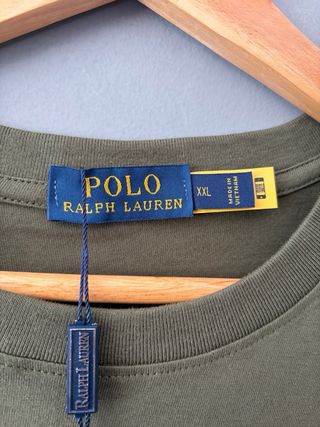 POLO
RALPH LAUREN
XXL
MADE IN
VIETNAM
RALPH LAUREN